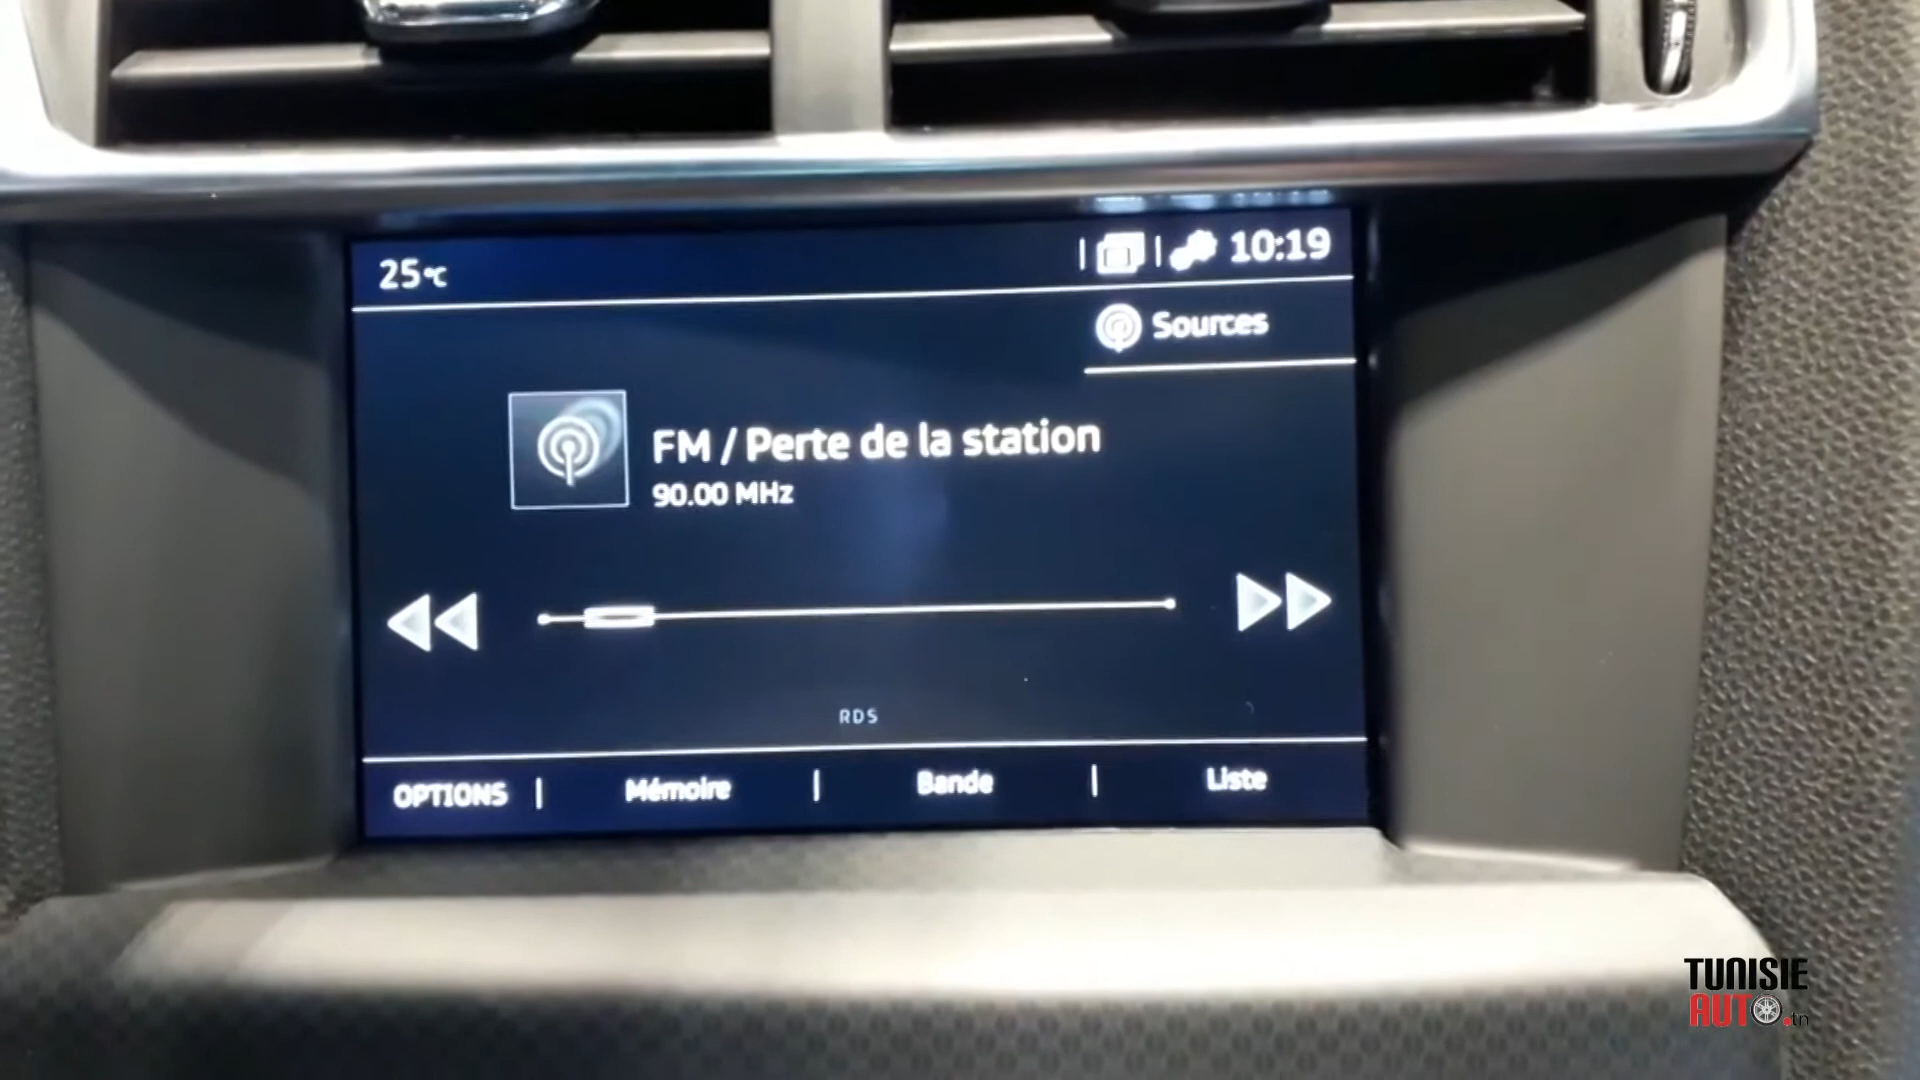 25°C
10:19
Sources
FM / Perte de la station
90.00 MHz
RDS
OPTIONS | Mémoire | Bande | Liste
TUNISIE
AUTO.tn